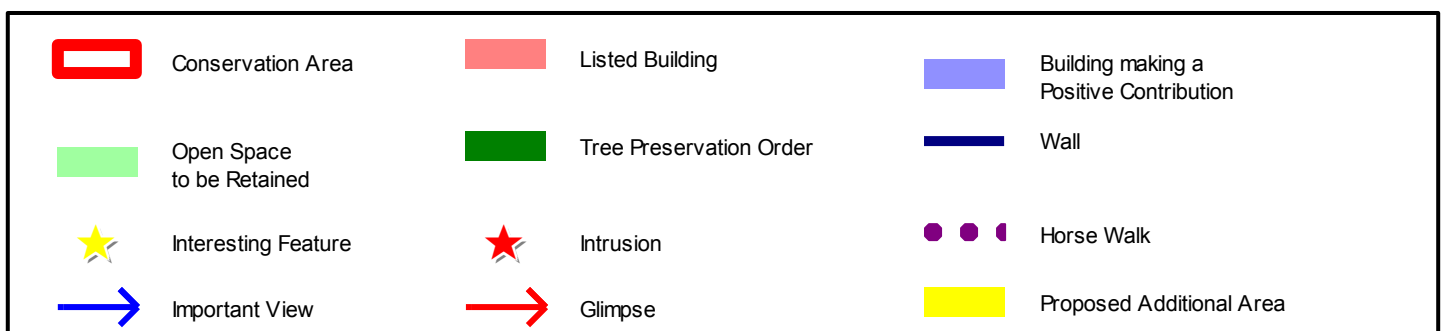 Conservation Area
Listed Building
Building making a
Positive Contribution
Open Space
to be Retained
Tree Preservation Order
Wall
Interesting Feature
Intrusion
Horse Walk
Important View
Glimpse
Proposed Additional Area